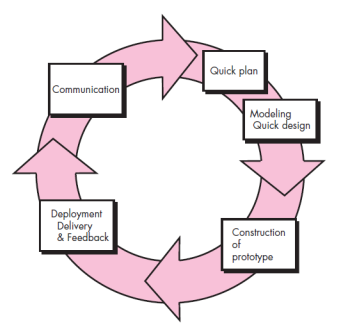 Communication
Quick plan
Modeling
Quick design
Construction
of
prototype
Deployment
Delivery
& Feedback